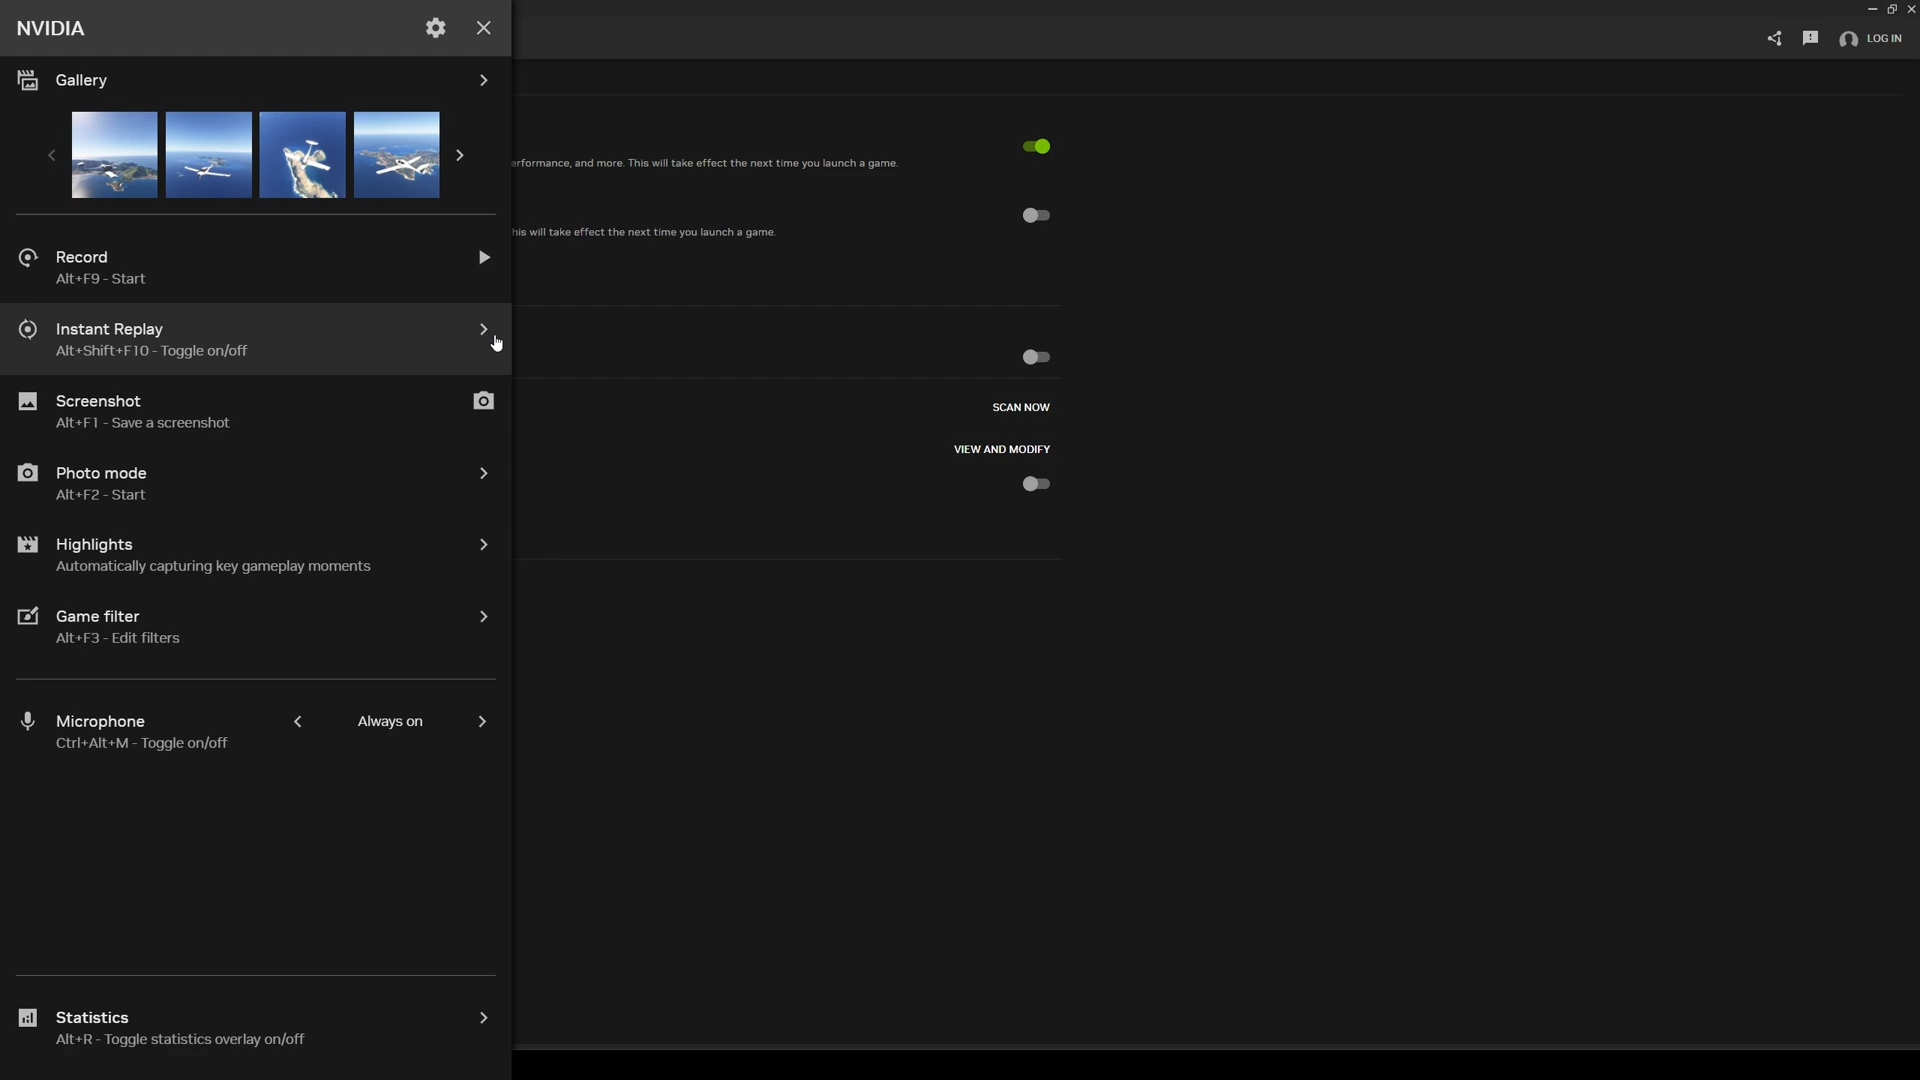 NVIDIA
LOG IN
Gallery
erformance, and more. This will take effect the next time you launch a game.
his will take effect the next time you launch a game.
Record
Alt+F9 - Start
Instant Replay
Alt+Shift+F10 - Toggle on/off
Screenshot
Alt+F1 - Save a screenshot
SCAN NOW
VIEW AND MODIFY
Photo mode
Alt+F2 - Start
Highlights
Automatically capturing key gameplay moments
Game filter
Alt+F3 - Edit filters
Microphone
Always on
Ctrl+Alt+M - Toggle on/off
Statistics
Alt+R - Toggle statistics overlay on/off